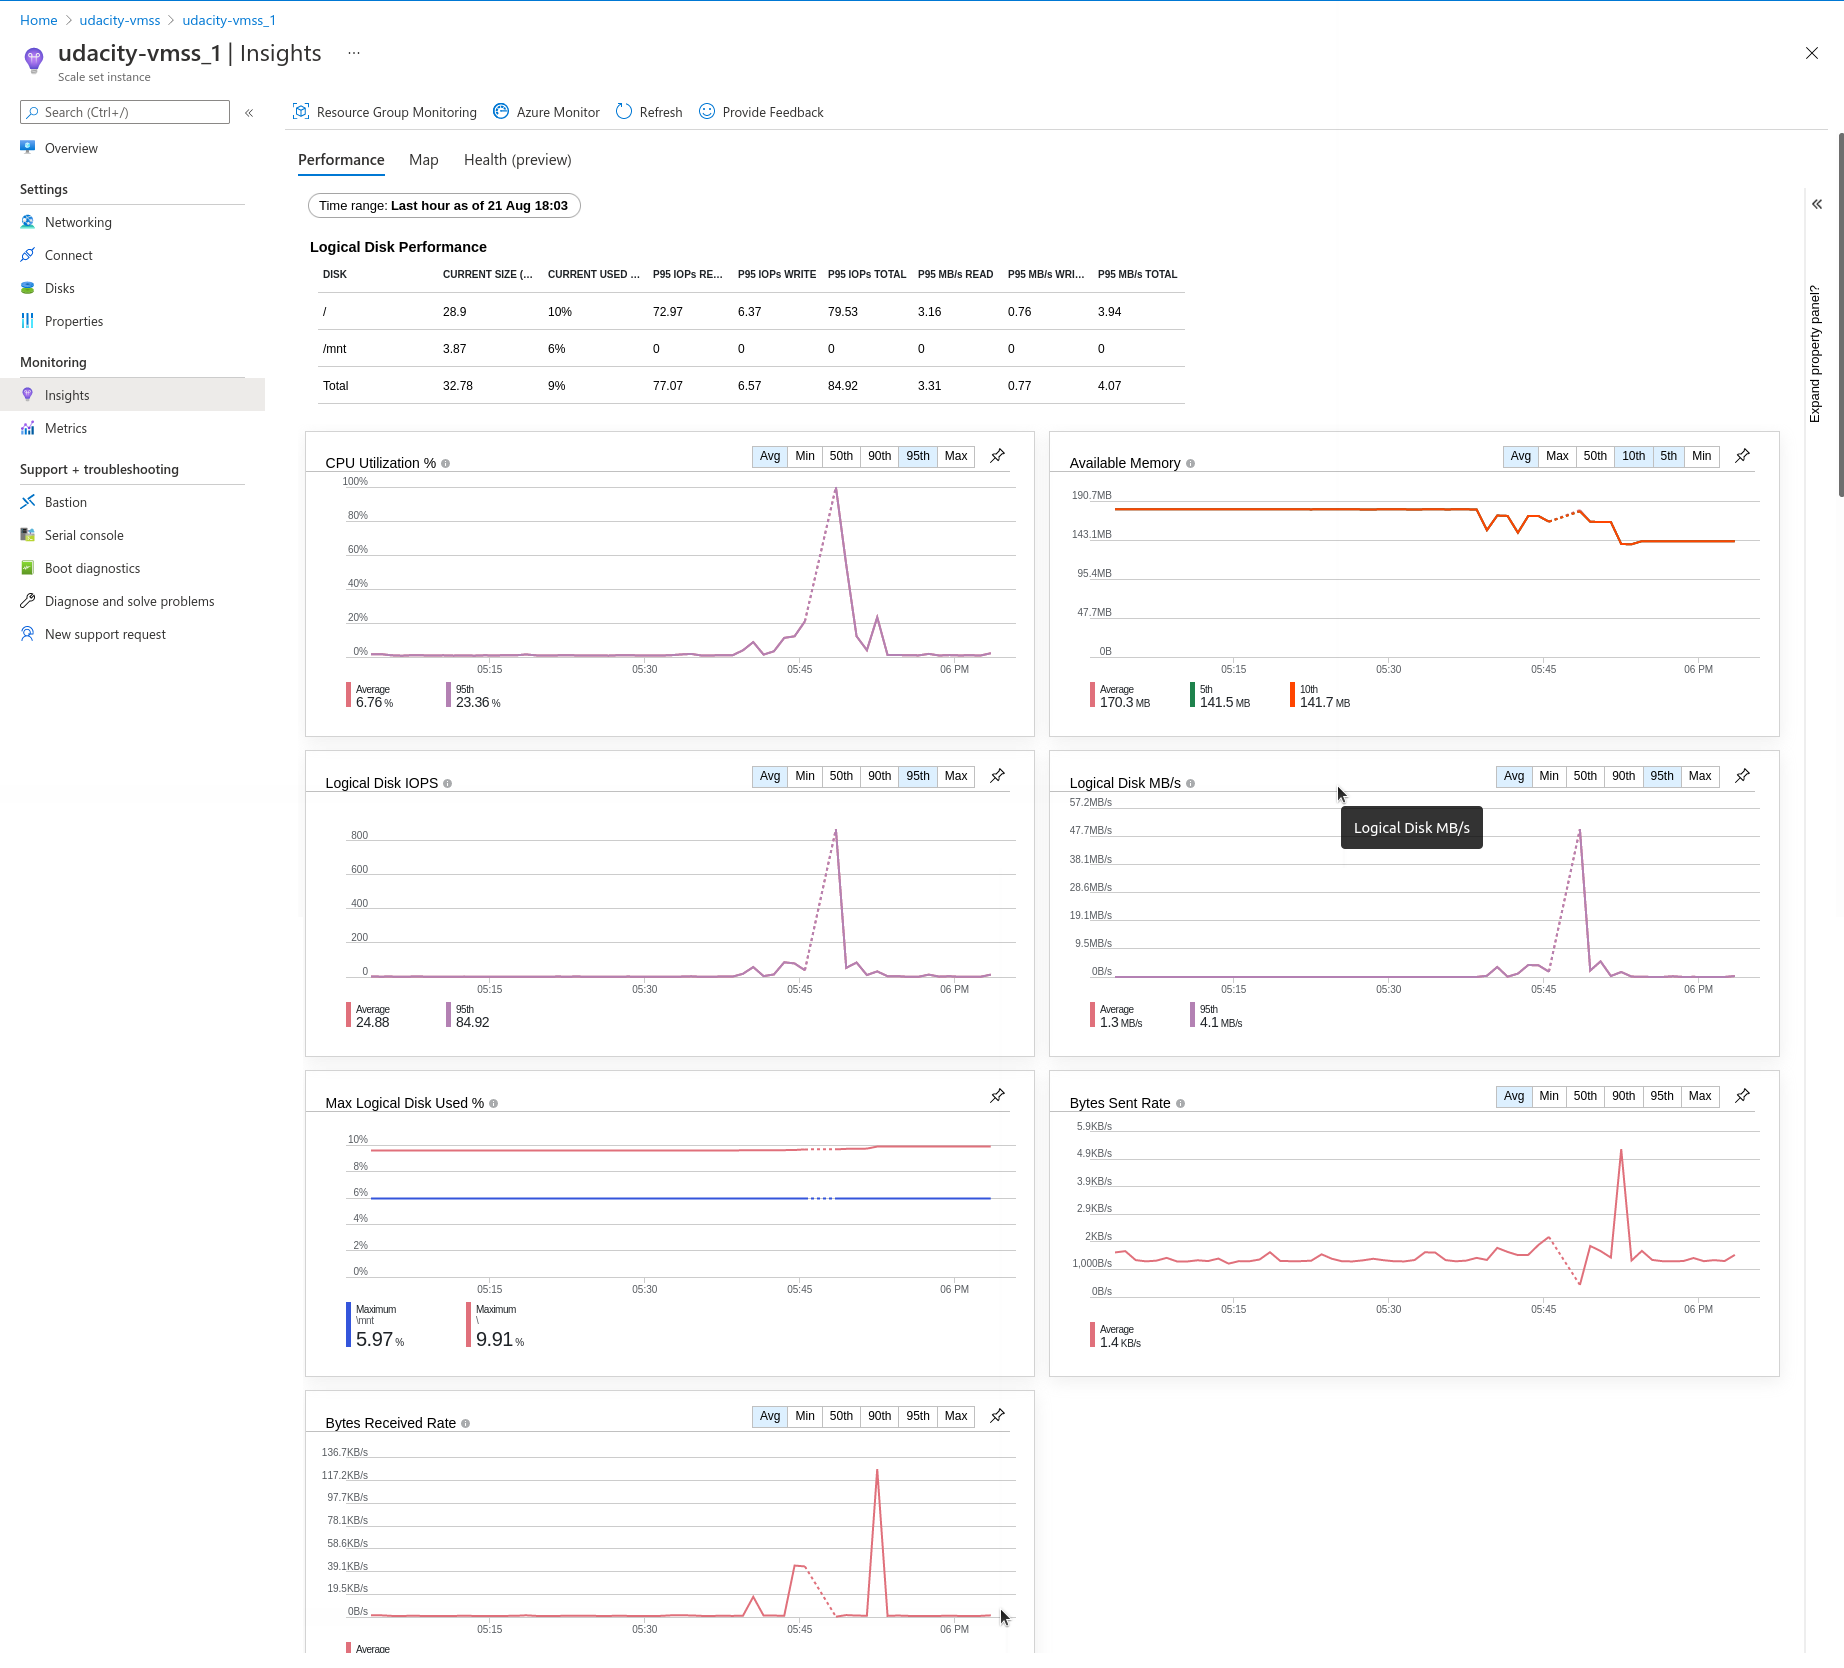 Home > udacity-vmss > udacity-vmss_1
udacity-vmss_1 | Insights ...
Scale set instance
Search (Ctrl+/) «
Overview
Settings
Networking
Connect
Disks
Properties
Monitoring
Insights
Metrics
Support + troubleshooting
Bastion
Serial console
Boot diagnostics
Diagnose and solve problems
New support request
Resource Group Monitoring Azure Monitor Refresh Provide Feedback
Performance Map Health (preview)
Time range: Last hour as of 21 Aug 18:03
«
Expand property panel?
Logical Disk Performance
DISK CURRENT SIZE (... CURRENT USED ... P95 IOPs RE... P95 IOPs WRITE P95 IOPs TOTAL P95 MB/s READ P95 MB/s WRI... P95 MB/s TOTAL
/ 28.9 10% 72.97 6.37 79.53 3.16 0.76 3.94
/mnt 3.87 6% 0 0 0 0 0 0
Total 32.78 9% 77.07 6.57 84.92 3.31 0.77 4.07
CPU Utilization %
Avg Min 50th 90th 95th Max
100%
80%
60%
40%
20%
0%
05:15 05:30 05:45 06 PM
Average 95th
6.76 % 23.36 %
Available Memory
Avg Max 50th 10th 5th Min
190.7MB
143.1MB
95.4MB
47.7MB
0B
05:15 05:30 05:45 06 PM
Average 5th 10th
170.3 MB 141.5 MB 141.7 MB
Logical Disk IOPS
Avg Min 50th 90th 95th Max
800
600
400
200
0
05:15 05:30 05:45 06 PM
Average 95th
24.88 84.92
Logical Disk MB/s
Avg Min 50th 90th 95th Max
57.2MB/s
Logical Disk MB/s
47.7MB/s
38.1MB/s
28.6MB/s
19.1MB/s
9.5MB/s
0B/s
05:15 05:30 05:45 06 PM
Average 95th
1.3 MB/s 4.1 MB/s
Max Logical Disk Used %
10%
8%
6%
4%
2%
0%
05:15 05:30 05:45 06 PM
Maximum Maximum
\mnt \
5.97 % 9.91 %
Bytes Sent Rate
Avg Min 50th 90th 95th Max
5.9KB/s
4.9KB/s
3.9KB/s
2.9KB/s
2KB/s
1,000B/s
0B/s
05:15 05:30 05:45 06 PM
Average
1.4 KB/s
Bytes Received Rate
Avg Min 50th 90th 95th Max
136.7KB/s
117.2KB/s
97.7KB/s
78.1KB/s
58.6KB/s
39.1KB/s
19.5KB/s
0B/s
05:15 05:30 05:45 06 PM
Average